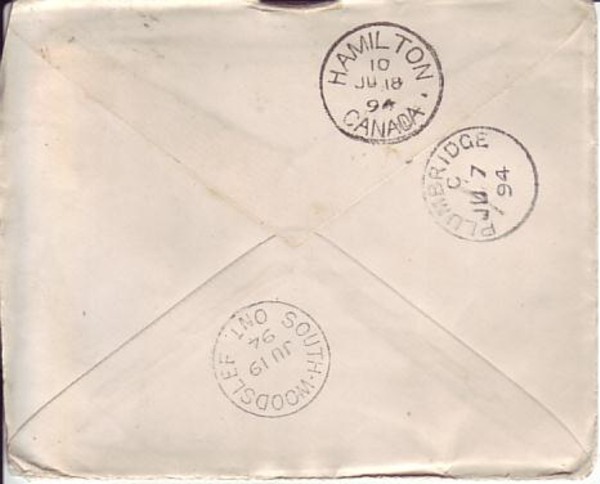 HAMILTON
10
JU 18
94
CANADA.
PLUMBRIDGE
C
JU 7
94
SOUTH-WOODSLEE ONT
JU 19
94